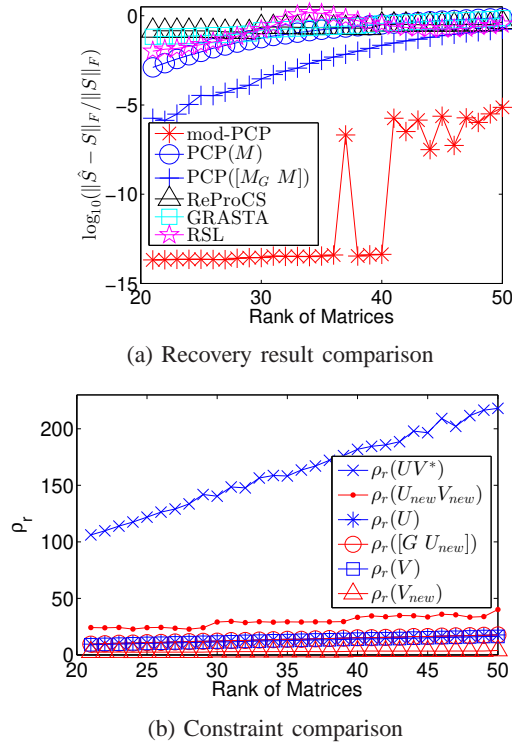 0
−5
−10
−15
log10(‖Ŝ − S‖F/‖S‖F)
mod-PCP
PCP(M)
PCP([MG M])
ReProCS
GRASTA
RSL
20 30 40 50
Rank of Matrices
(a) Recovery result comparison
200
150
100
50
0
ρr
ρr(UV*)
ρr(UnewVnew)
ρr(U)
ρr([G Unew])
ρr(V)
ρr(Vnew)
20 25 30 35 40 45 50
Rank of Matrices
(b) Constraint comparison